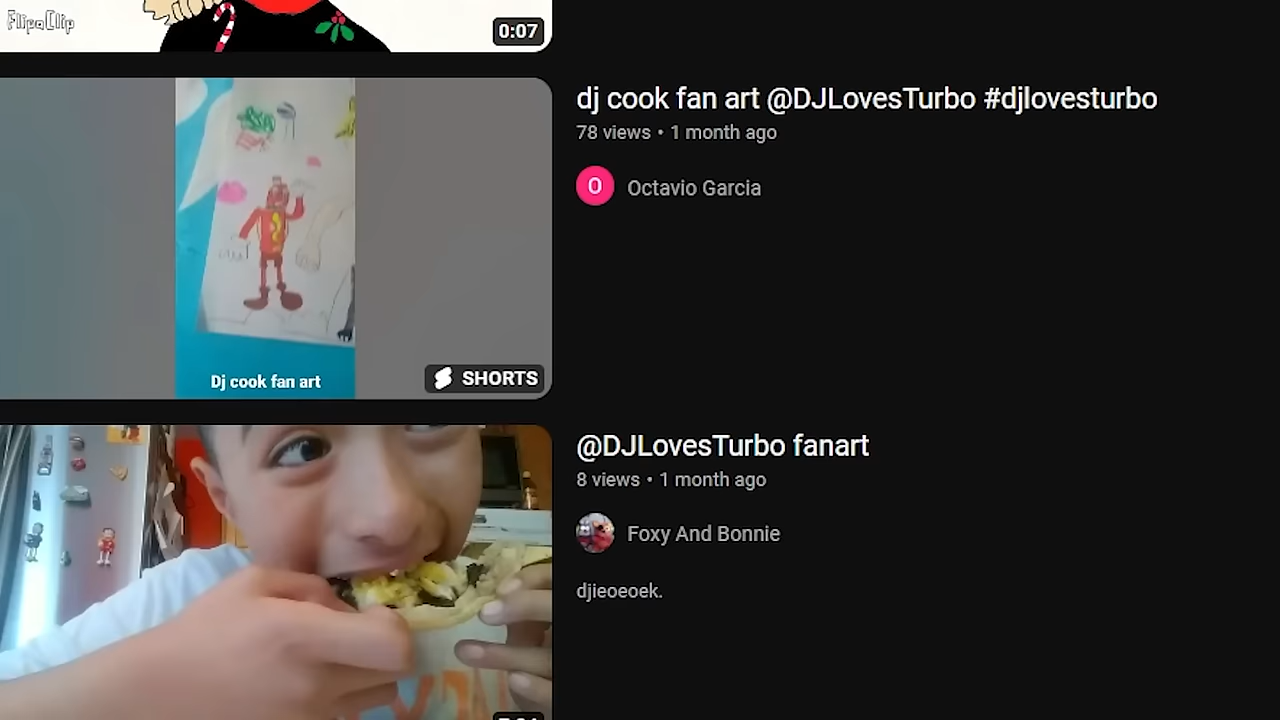 FlipaClip
0:07
dj cook fan art @DJLovesTurbo #djlovesturbo
78 views • 1 month ago
O
Octavio Garcia
Dj cook fan art
SHORTS
@DJLovesTurbo fanart
8 views • 1 month ago
Foxy And Bonnie
djieoeoek.